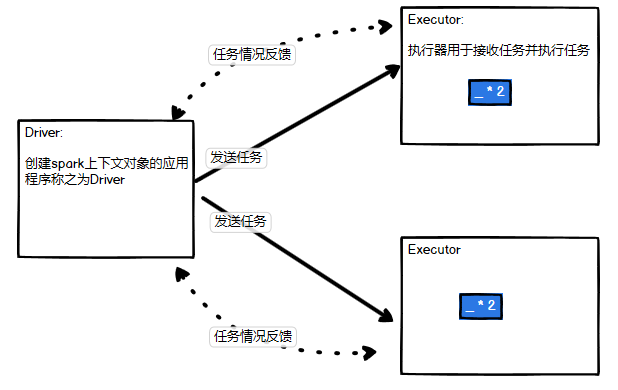 Executor:
执行器用于接收任务并执行任务
_ * 2
任务情况反馈
Driver:
创建spark上下文对象的应用
程序称之为Driver
发送任务
发送任务
Executor
_ * 2
任务情况反馈